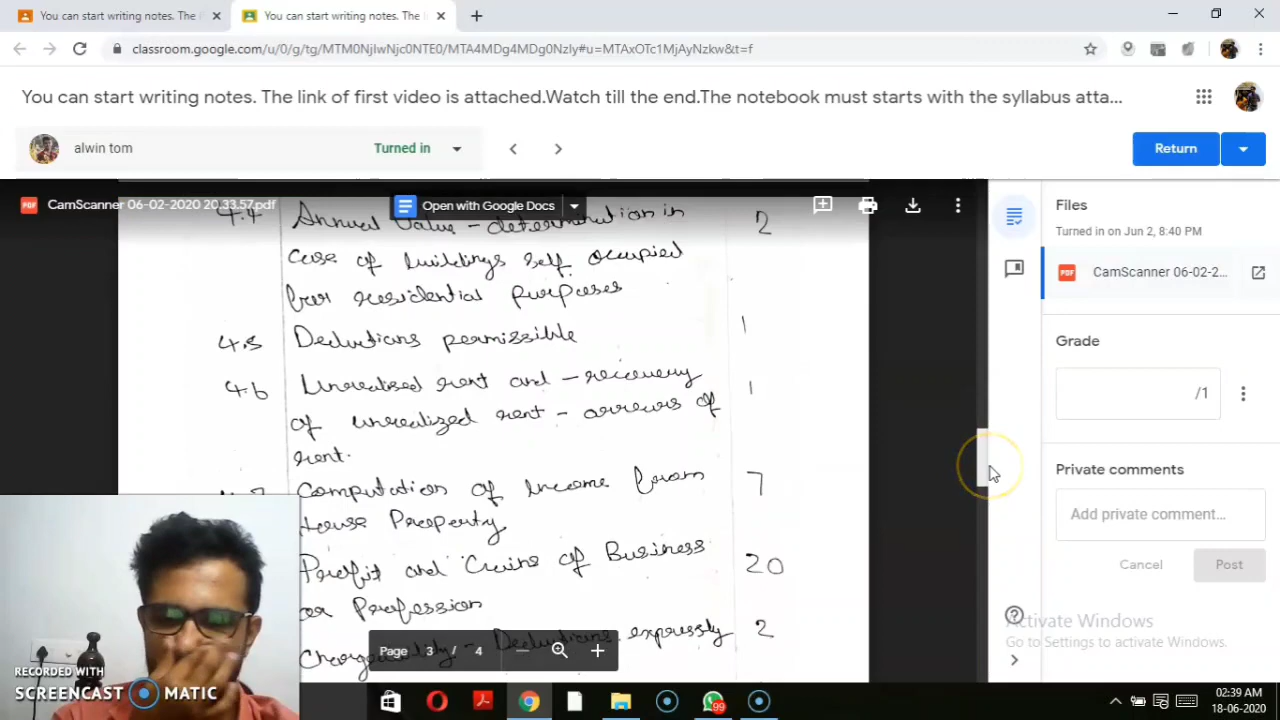 You can start writing notes. The f
You can start writing notes. The l
classroom.google.com/u/0/g/tg/
You can start writing notes. The link of first video is attached.Watch till the end.The notebook must starts with the syllabus atta...
alwin tom
Turned in
Return
CamScanner 06-02-2020 20.33.57.pdf
Open with Google Docs
4.4 Annual Value - determination in 2
case of buildings self occupied
for residential purposes
4.5 Deductions permissible 1
4.6 Unrealised rent and - recovery 1
of unrealized rent - arrears of
rent.
Computation of Income from 7
House Property
Profit and Gains of Business 20
or Profession
Chargeability - Deductions expressly 2
Page 3 / 4
Files
Turned in on Jun 2, 8:40 PM
CamScanner 06-02-2...
Grade
/1
Private comments
Add private comment...
Cancel
Post
Activate Windows
Go to Settings to activate Windows.
RECORDED WITH
SCREENCAST MATIC
99
02:39 AM
18-06-2020